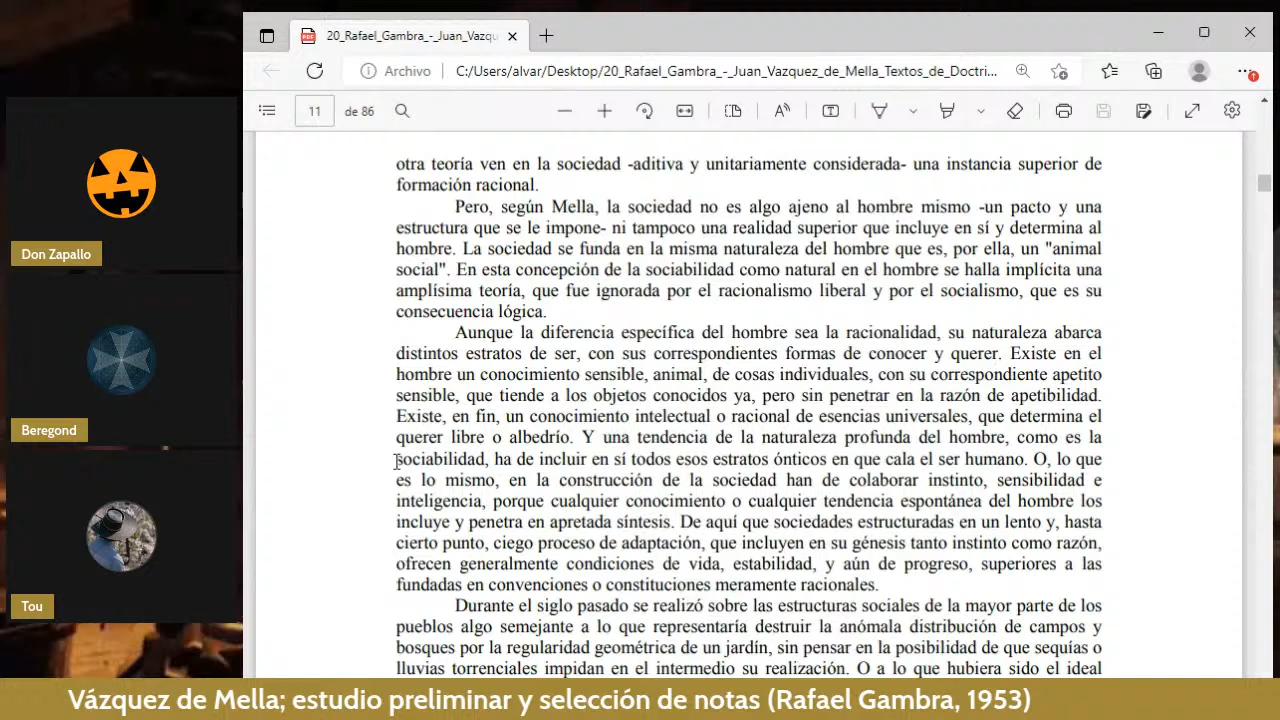 20_Rafael_Gambra_-_Juan_Vazqu
Archivo
C:/Users/alvar/Desktop/20_Rafael_Gambra_-_Juan_Vazquez_de_Mella_Textos_de_Doctri...
11 de 86
otra teoría ven en la sociedad -aditiva y unitariamente considerada- una instancia superior de
formación racional.
Pero, según Mella, la sociedad no es algo ajeno al hombre mismo -un pacto y una
estructura que se le impone- ni tampoco una realidad superior que incluye en sí y determina al
hombre. La sociedad se funda en la misma naturaleza del hombre que es, por ella, un "animal
social". En esta concepción de la sociabilidad como natural en el hombre se halla implícita una
amplísima teoría, que fue ignorada por el racionalismo liberal y por el socialismo, que es su
consecuencia lógica.
Aunque la diferencia específica del hombre sea la racionalidad, su naturaleza abarca
distintos estratos de ser, con sus correspondientes formas de conocer y querer. Existe en el
hombre un conocimiento sensible, animal, de cosas individuales, con su correspondiente apetito
sensible, que tiende a los objetos conocidos ya, pero sin penetrar en la razón de apetibilidad.
Existe, en fin, un conocimiento intelectual o racional de esencias universales, que determina el
querer libre o albedrío. Y una tendencia de la naturaleza profunda del hombre, como es la
sociabilidad, ha de incluir en sí todos esos estratos ónticos en que cala el ser humano. O, lo que
es lo mismo, en la construcción de la sociedad han de colaborar instinto, sensibilidad e
inteligencia, porque cualquier conocimiento o cualquier tendencia espontánea del hombre los
incluye y penetra en apretada síntesis. De aquí que sociedades estructuradas en un lento y, hasta
cierto punto, ciego proceso de adaptación, que incluyen en su génesis tanto instinto como razón,
ofrecen generalmente condiciones de vida, estabilidad, y aún de progreso, superiores a las
fundadas en convenciones o constituciones meramente racionales.
Durante el siglo pasado se realizó sobre las estructuras sociales de la mayor parte de los
pueblos algo semejante a lo que representaría destruir la anómala distribución de campos y
bosques por la regularidad geométrica de un jardín, sin pensar en la posibilidad de que sequías o
lluvias torrenciales impidan en el intermedio su realización. O a lo que hubiera sido el ideal
Don Zapallo
Beregond
Tou
Vázquez de Mella; estudio preliminar y selección de notas (Rafael Gambra, 1953)